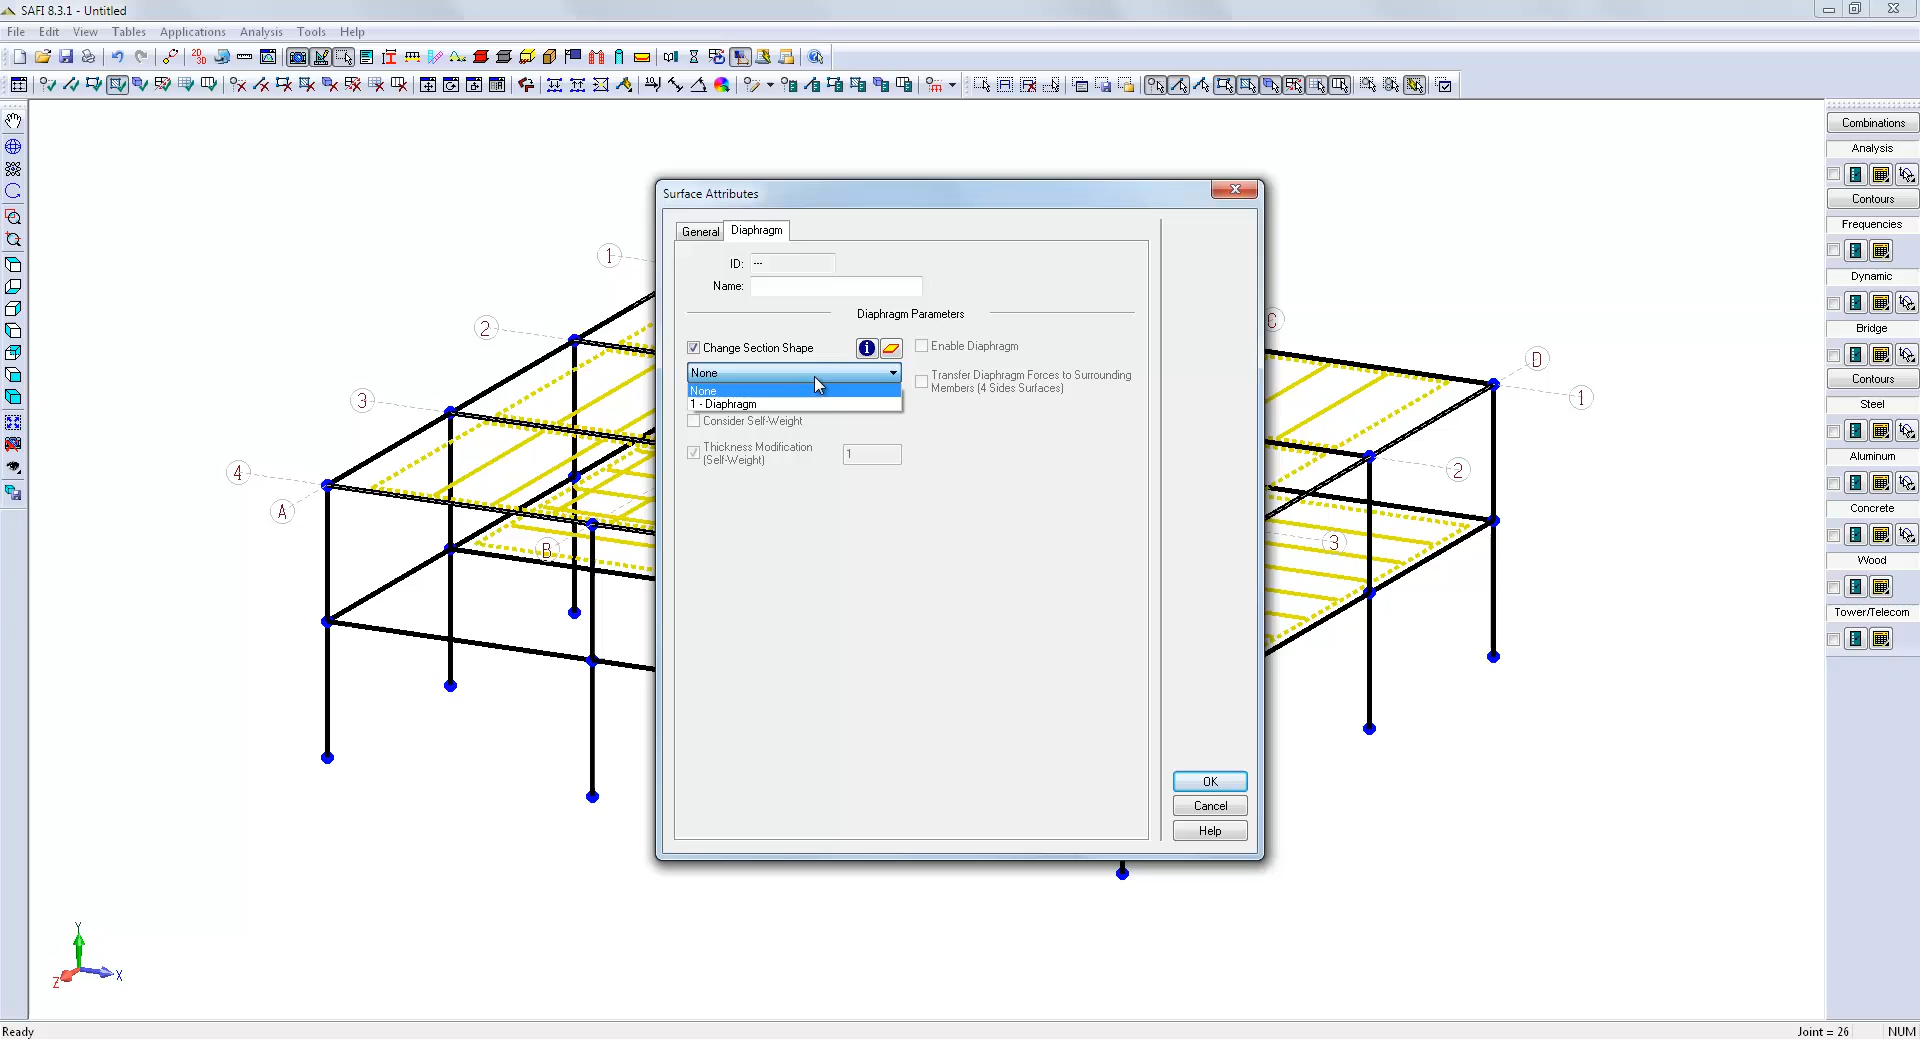 SAFI 8.3.1 - Untitled
File Edit View Tables Applications Analysis Tools Help
Combinations
Analysis
Contours
Frequencies
Dynamic
Bridge
Contours
Steel
Aluminum
Concrete
Wood
Tower/Telecom
Surface Attributes
General Diaphragm
ID: ---
Name:
Diaphragm Parameters
Change Section Shape
Enable Diaphragm
None
Transfer Diaphragm Forces to Surrounding
Members (4 Sides Surfaces)
None
1 - Diaphragm
Consider Self-Weight
Thickness Modification
(Self-Weight)
1
OK
Cancel
Help
1
2
3
4
A
B
C
D
1
2
3
Y
X
Z
Ready
Joint = 26 NUM